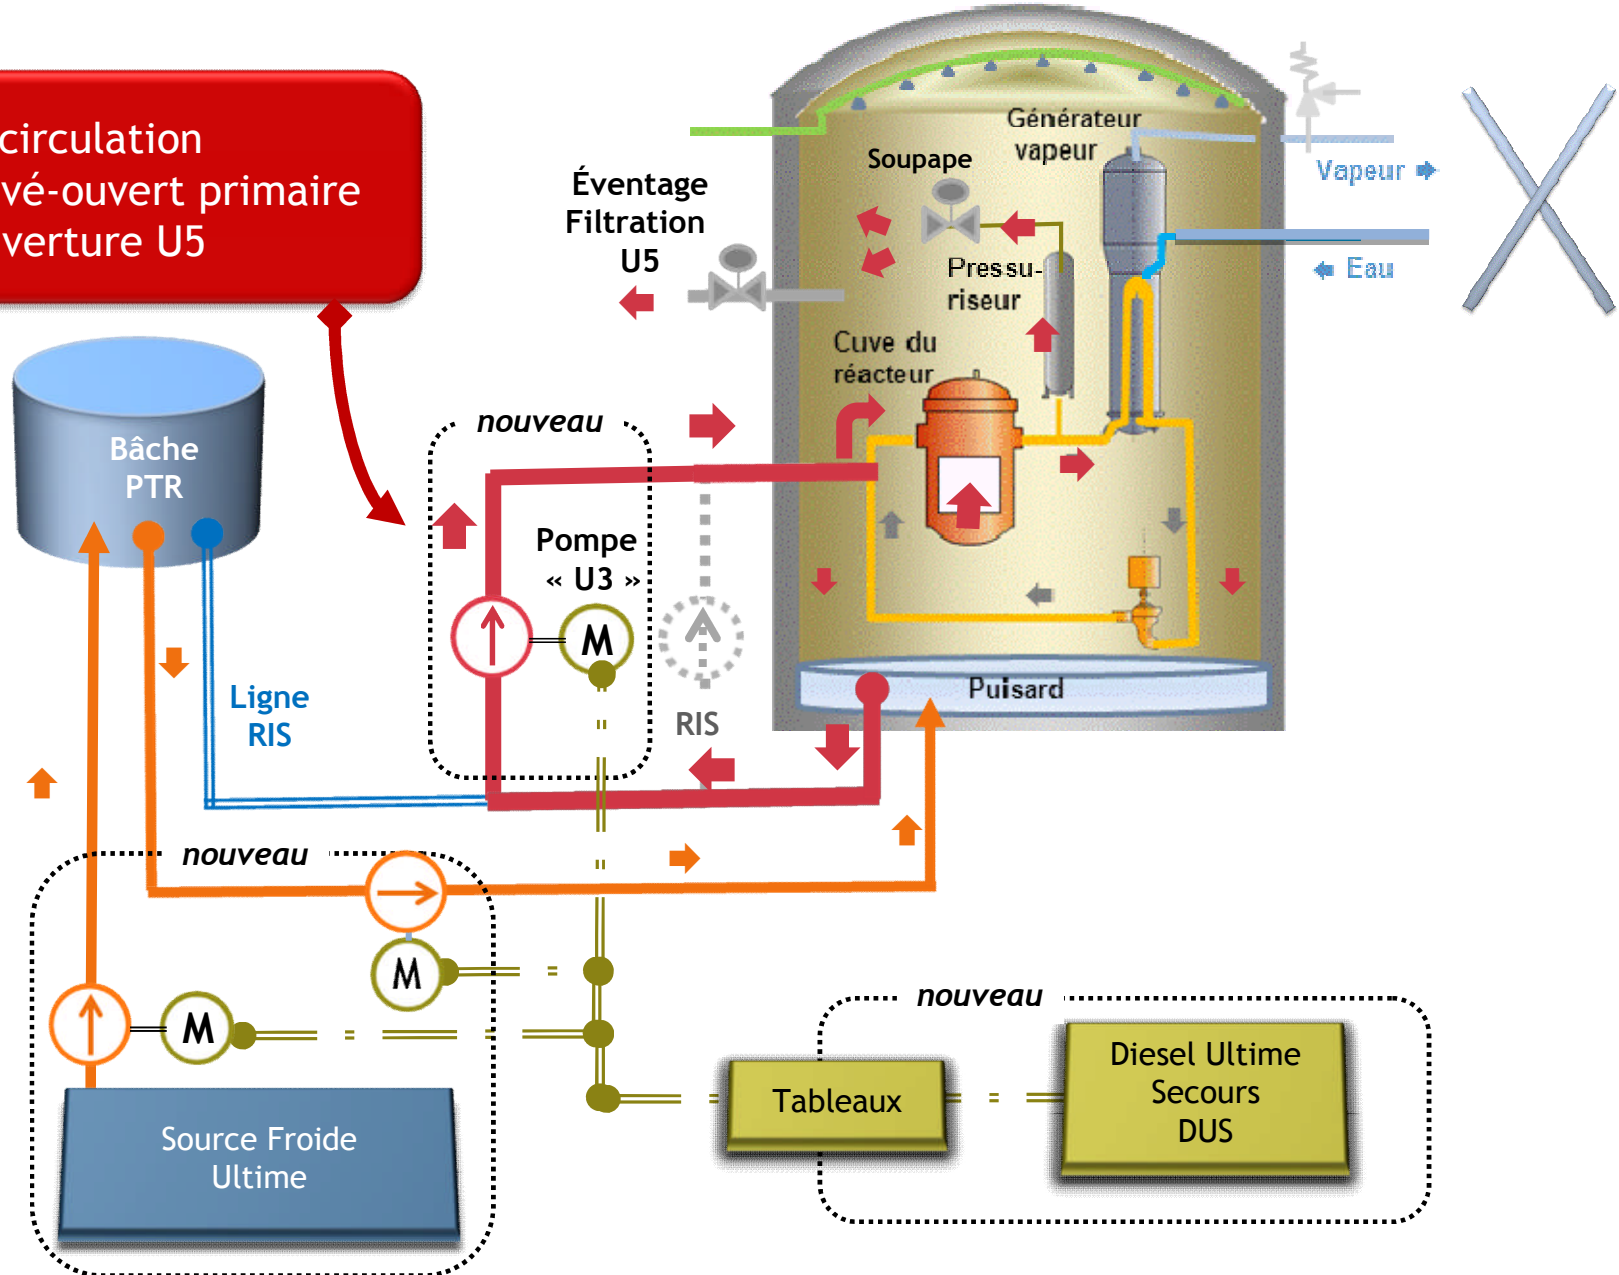 circulation
vé-ouvert primaire
verture U5
Éventage
Filtration
U5
Soupape
Générateur
vapeur
Vapeur
Eau
Pressu-
riseur
Cuve du
réacteur
Bâche
PTR
nouveau
Pompe
« U3 »
M
Ligne
RIS
RIS
Puisard
nouveau
M
M
Source Froide
Ultime
nouveau
Tableaux
Diesel Ultime
Secours
DUS